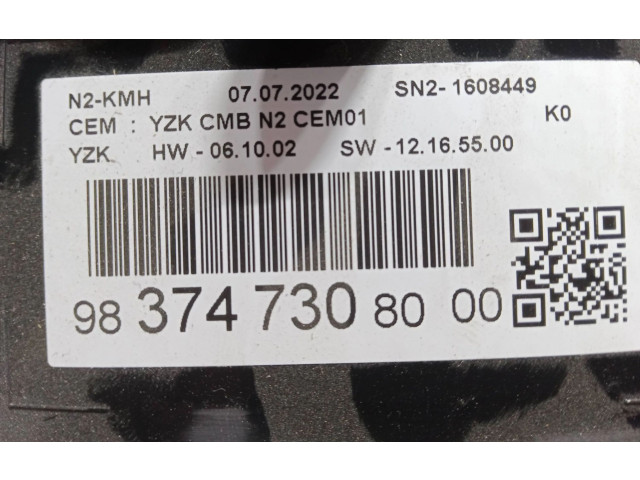 N2-KMH 07.07.2022 SN2- 1608449
CEM : YZK CMB N2 CEM01 K0
YZK HW - 06.10.02 SW - 12.16.55.00
98 374 730 80 00